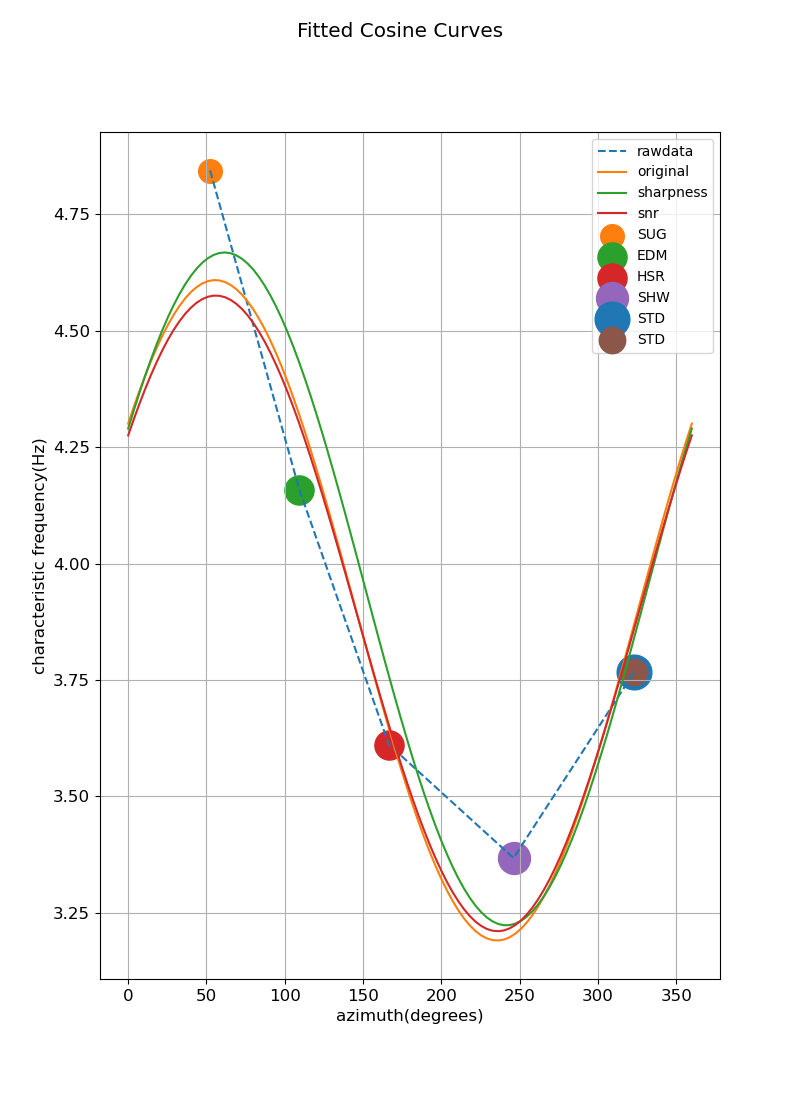 Fitted Cosine Curves
rawdata
original
sharpness
snr
SUG
EDM
HSR
SHW
STD
STD
4.75
4.50
4.25
4.00
3.75
3.50
3.25
characteristic frequency(Hz)
0 50 100 150 200 250 300 350
azimuth(degrees)